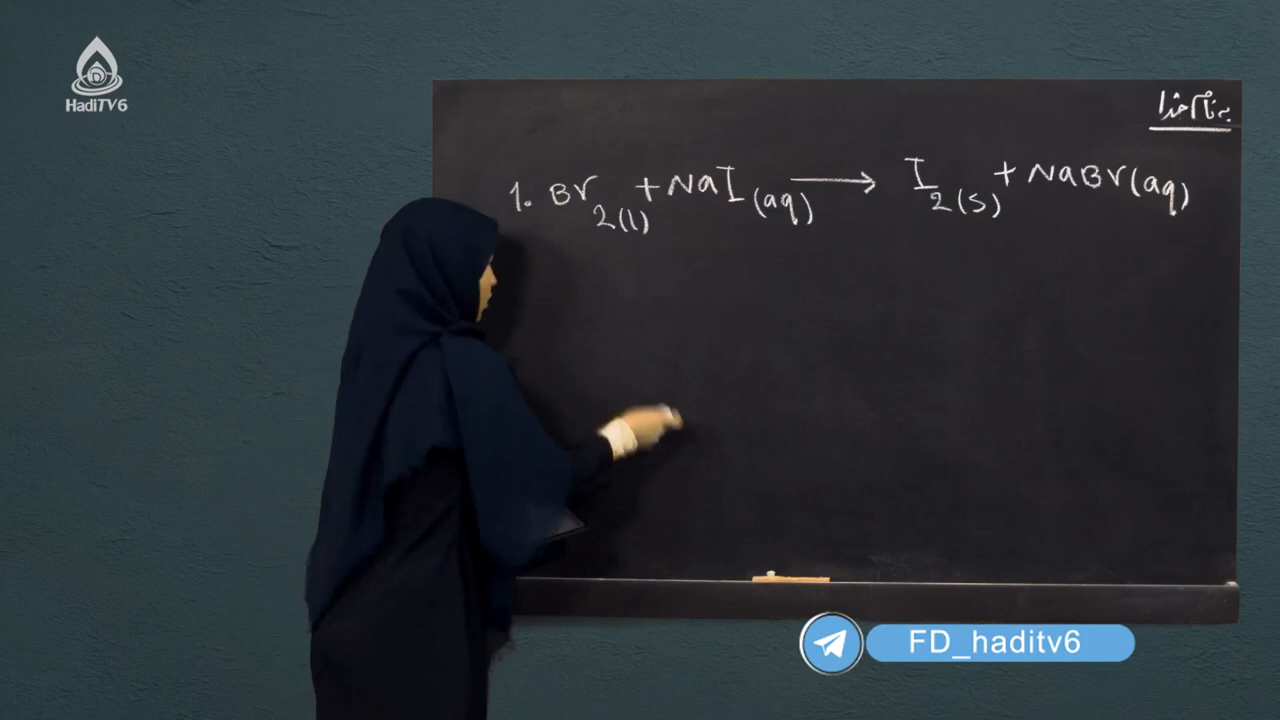 HadiTV6
به نام خدا
1. Br2(l) + NaI(aq) → I2(s) + NaBr(aq)
FD_haditv6